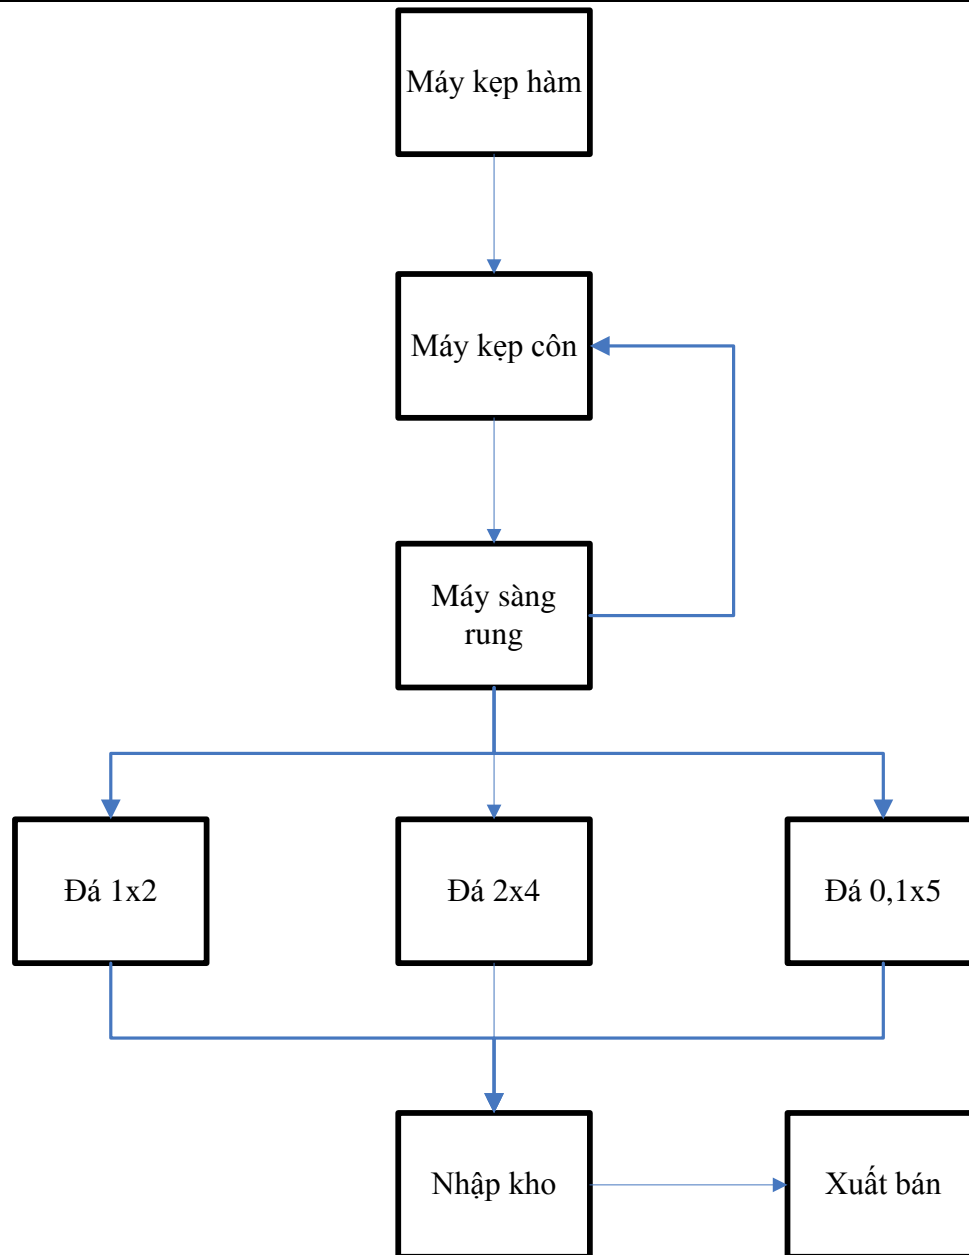 Máy kẹp hàm
Máy kẹp côn
Máy sàng
rung
Đá 1x2
Đá 2x4
Đá 0,1x5
Nhập kho
Xuất bán